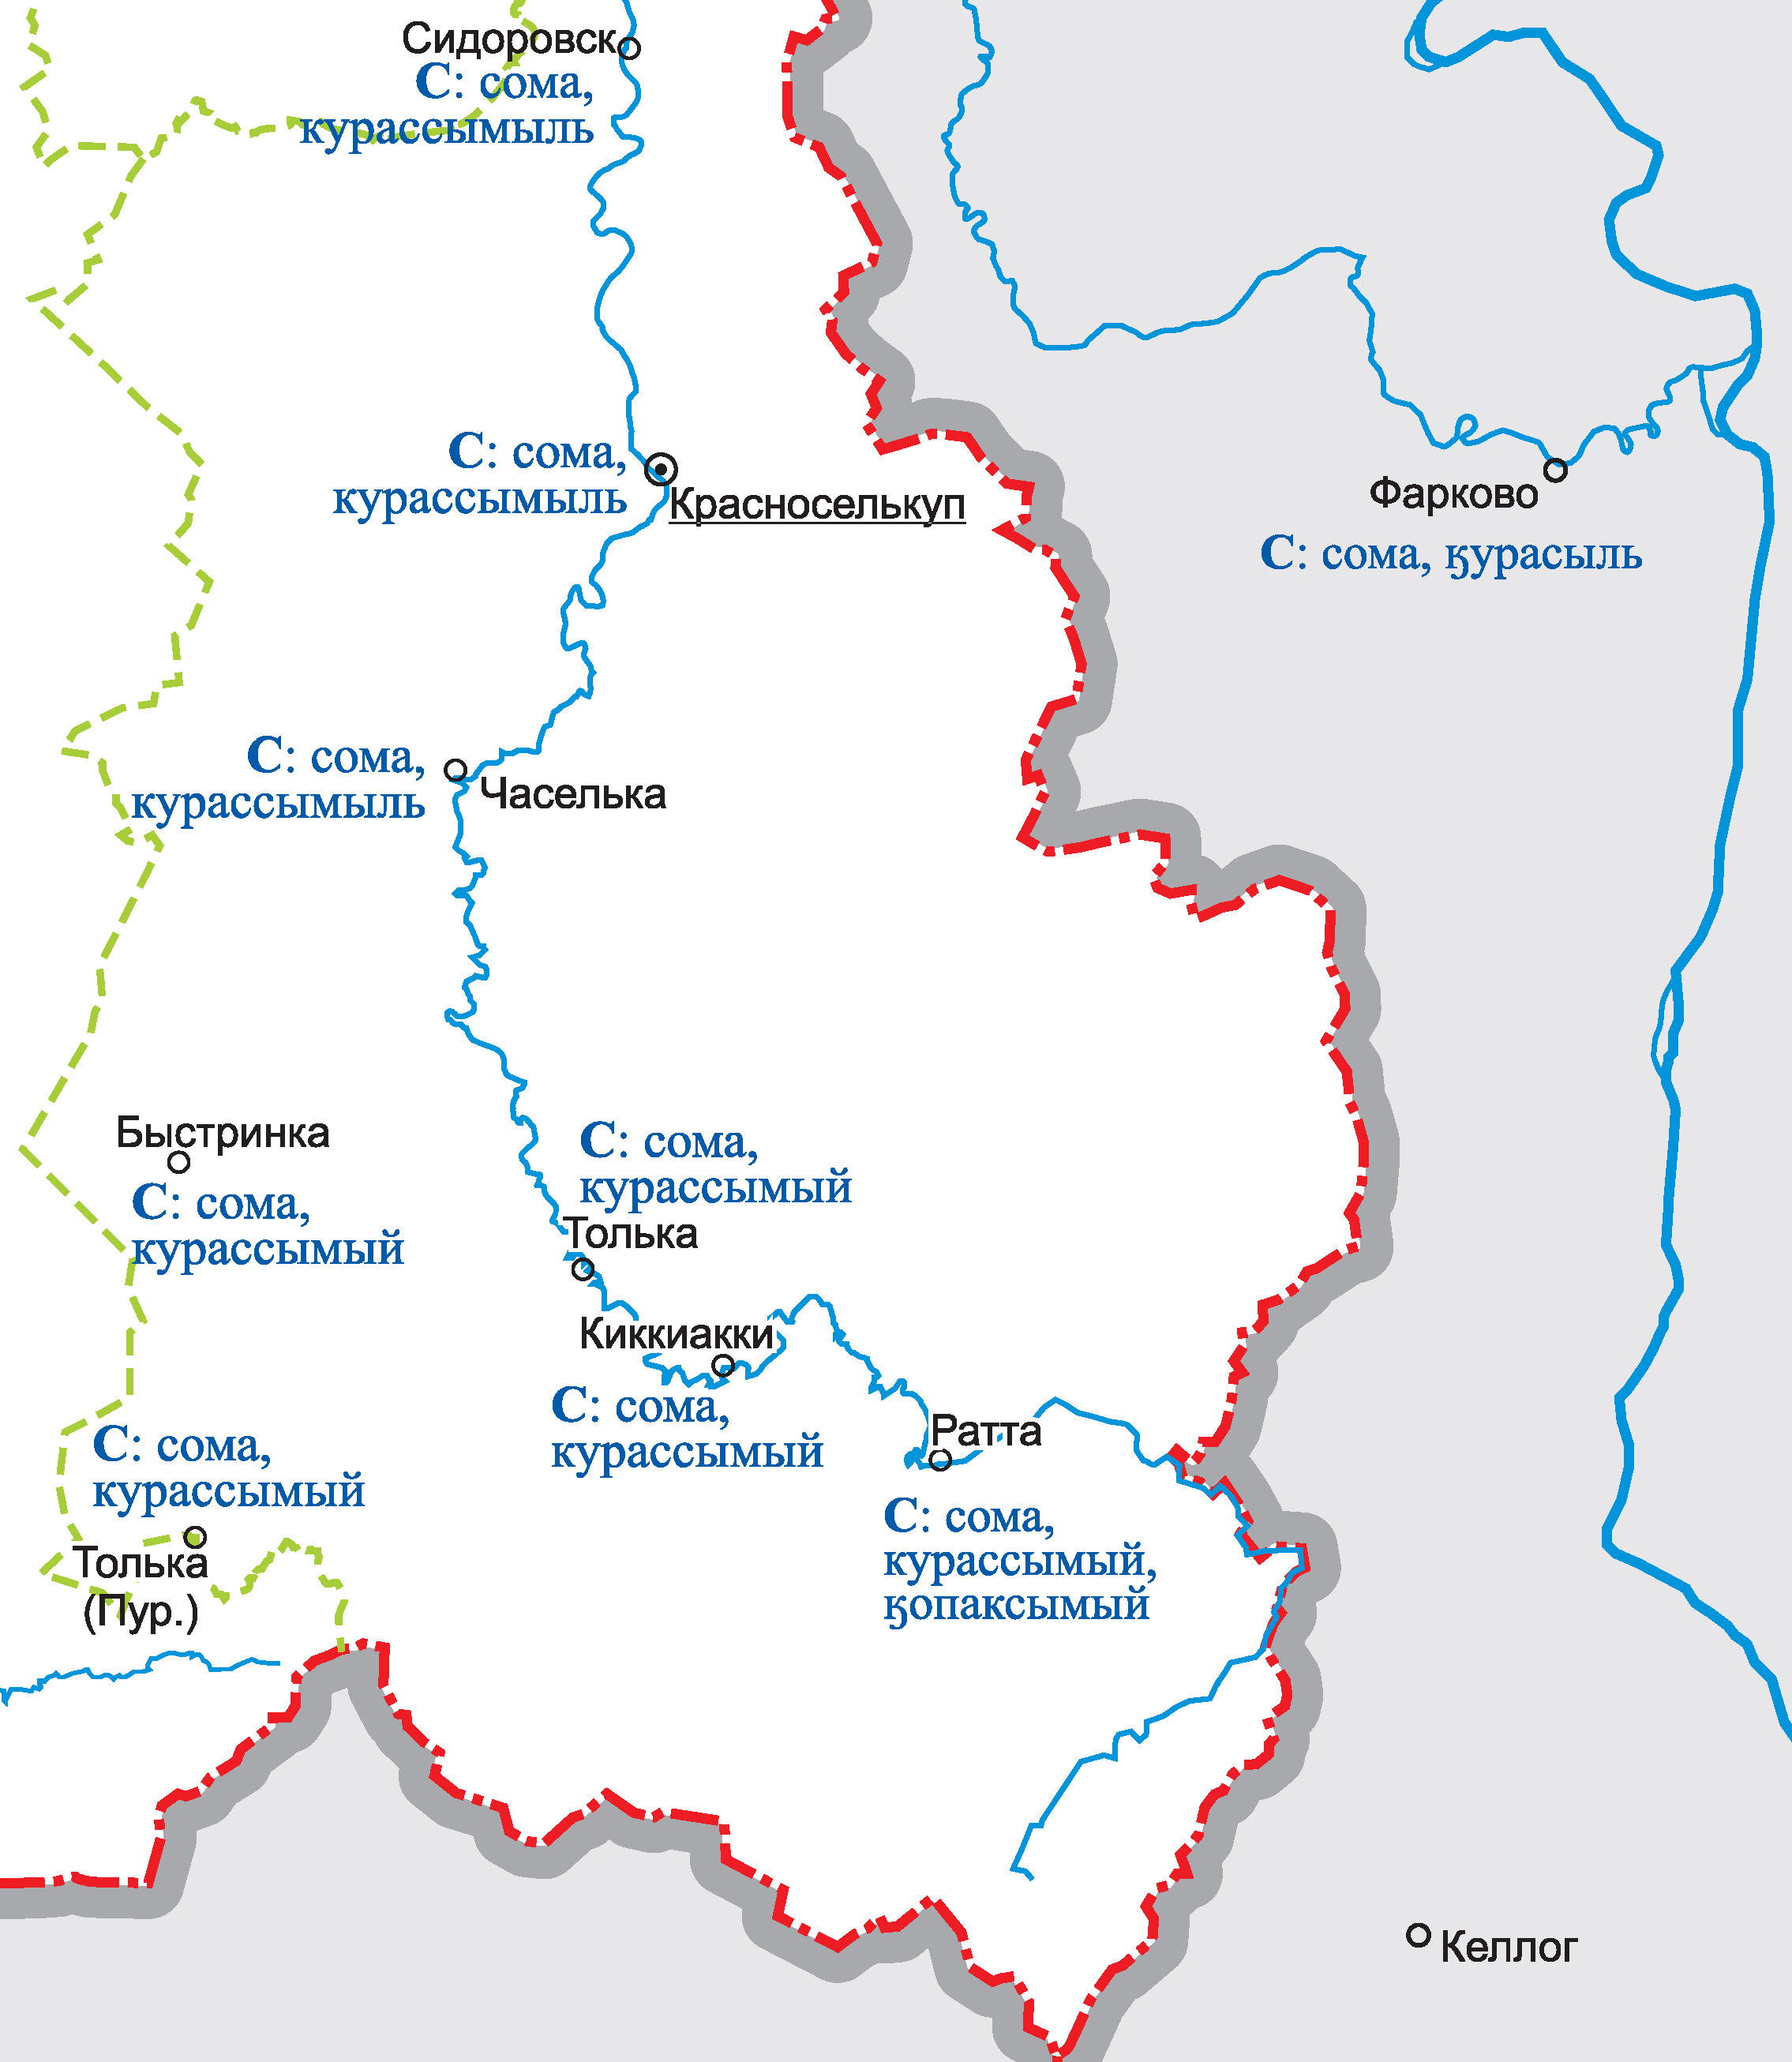 Сидоровск
С: сома,
курассымыль
С: сома,
курассымыль
Красноселькуп
Фарково
С: сома, ӄурасыль
С: сома,
курассымыль
Часелька
Быстринка
С: сома,
курассымый
С: сома,
курассымый
Толька
Киккиакки
С: сома,
курассымый
Ратта
С: сома,
курассымый,
ӄопаксымый
С: сома,
курассымый
Толька
(Пур.)
Келлог